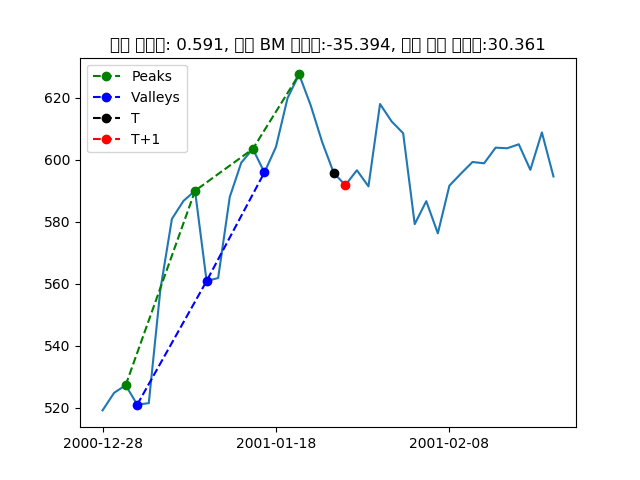 : 0.591, BM :-35.394, :30.361
Peaks
Valleys
T
T+1
620
600
580
560
540
520
2000-12-28
2001-01-18
2001-02-08